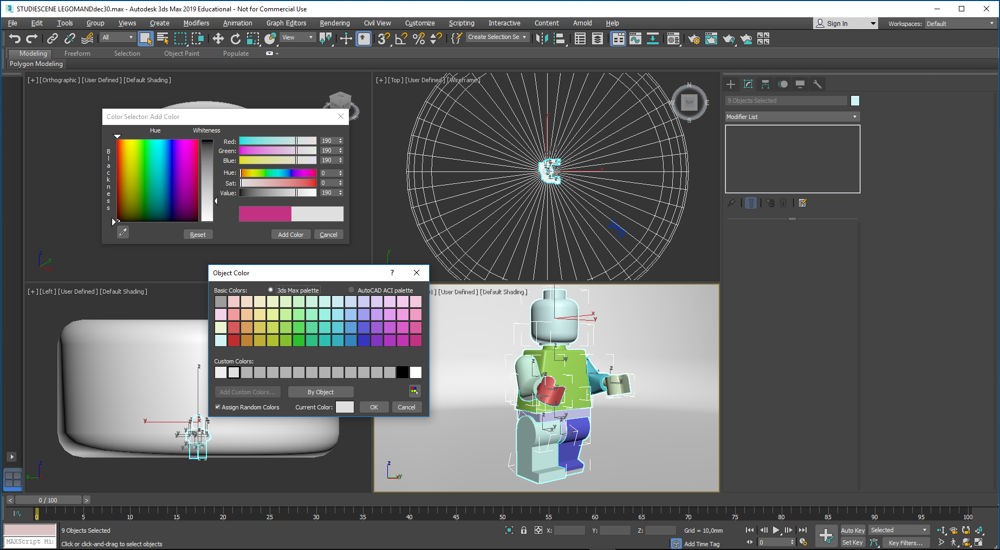 STUDIESCENE LEGOMANDdec30.max - Autodesk 3ds Max 2019 Educational - Not for Commercial Use
File Edit Tools Group Views Create Modifiers Animation Graph Editors Rendering Civil View Customize Scripting Interactive Content Arnold Help Sign In Workspaces: Default
All View Create Selection Se
Modeling Freeform Selection Object Paint Populate
Polygon Modeling
[+] [Orthographic] [User Defined] [Default Shading]
[+] [Top] [User Defined] [Wireframe]
N
W TOP E
S
9 Objects Selected
Modifier List
Color Selector: Add Color
Hue Whiteness
Blackness
Red: 190
Green: 190
Blue: 190
Hue: 0
Sat: 0
Value: 190
Reset Add Color Cancel
Object Color ?
Basic Colors: 3ds Max palette AutoCAD ACI palette
Custom Colors:
Add Custom Colors... By Object
Assign Random Colors Current Color: OK Cancel
[+] [Left] [User Defined] [Default Shading]
] [User Defined] [Default Shading]
< 0 / 100 >
0 5 10 15 20 25 30 35 40 45 50 55 60 65 70 75 80 85 90 95 100
9 Objects Selected X: Y: Z: Grid = 10,0mm Auto Key Selected
MAXScript Mi
Click or click-and-drag to select objects Add Time Tag 0 Set Key Key Filters...